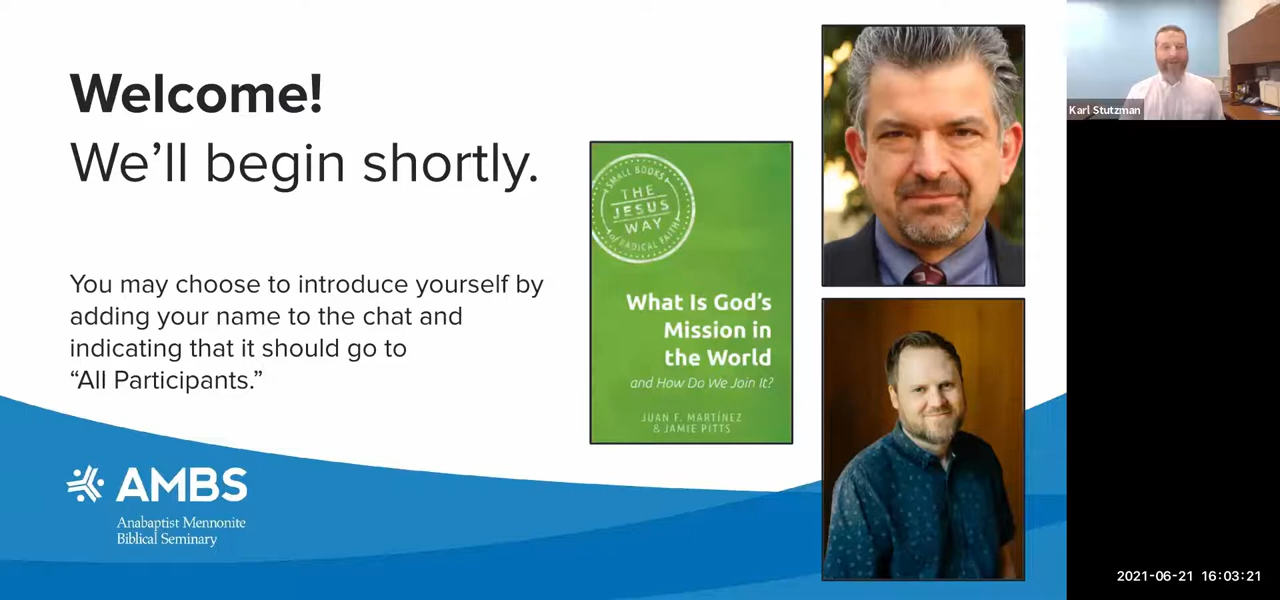 Welcome!
We’ll begin shortly.
You may choose to introduce yourself by
adding your name to the chat and
indicating that it should go to
“All Participants.”
AMBS
Anabaptist Mennonite
Biblical Seminary
SMALL BOOKS
THE
JESUS
WAY
of RADICAL FAITH
What Is God’s
Mission in
the World
and How Do We Join It?
JUAN F. MARTÍNEZ
& JAMIE PITTS
Karl Stutzman
2021-06-21 16:03:21